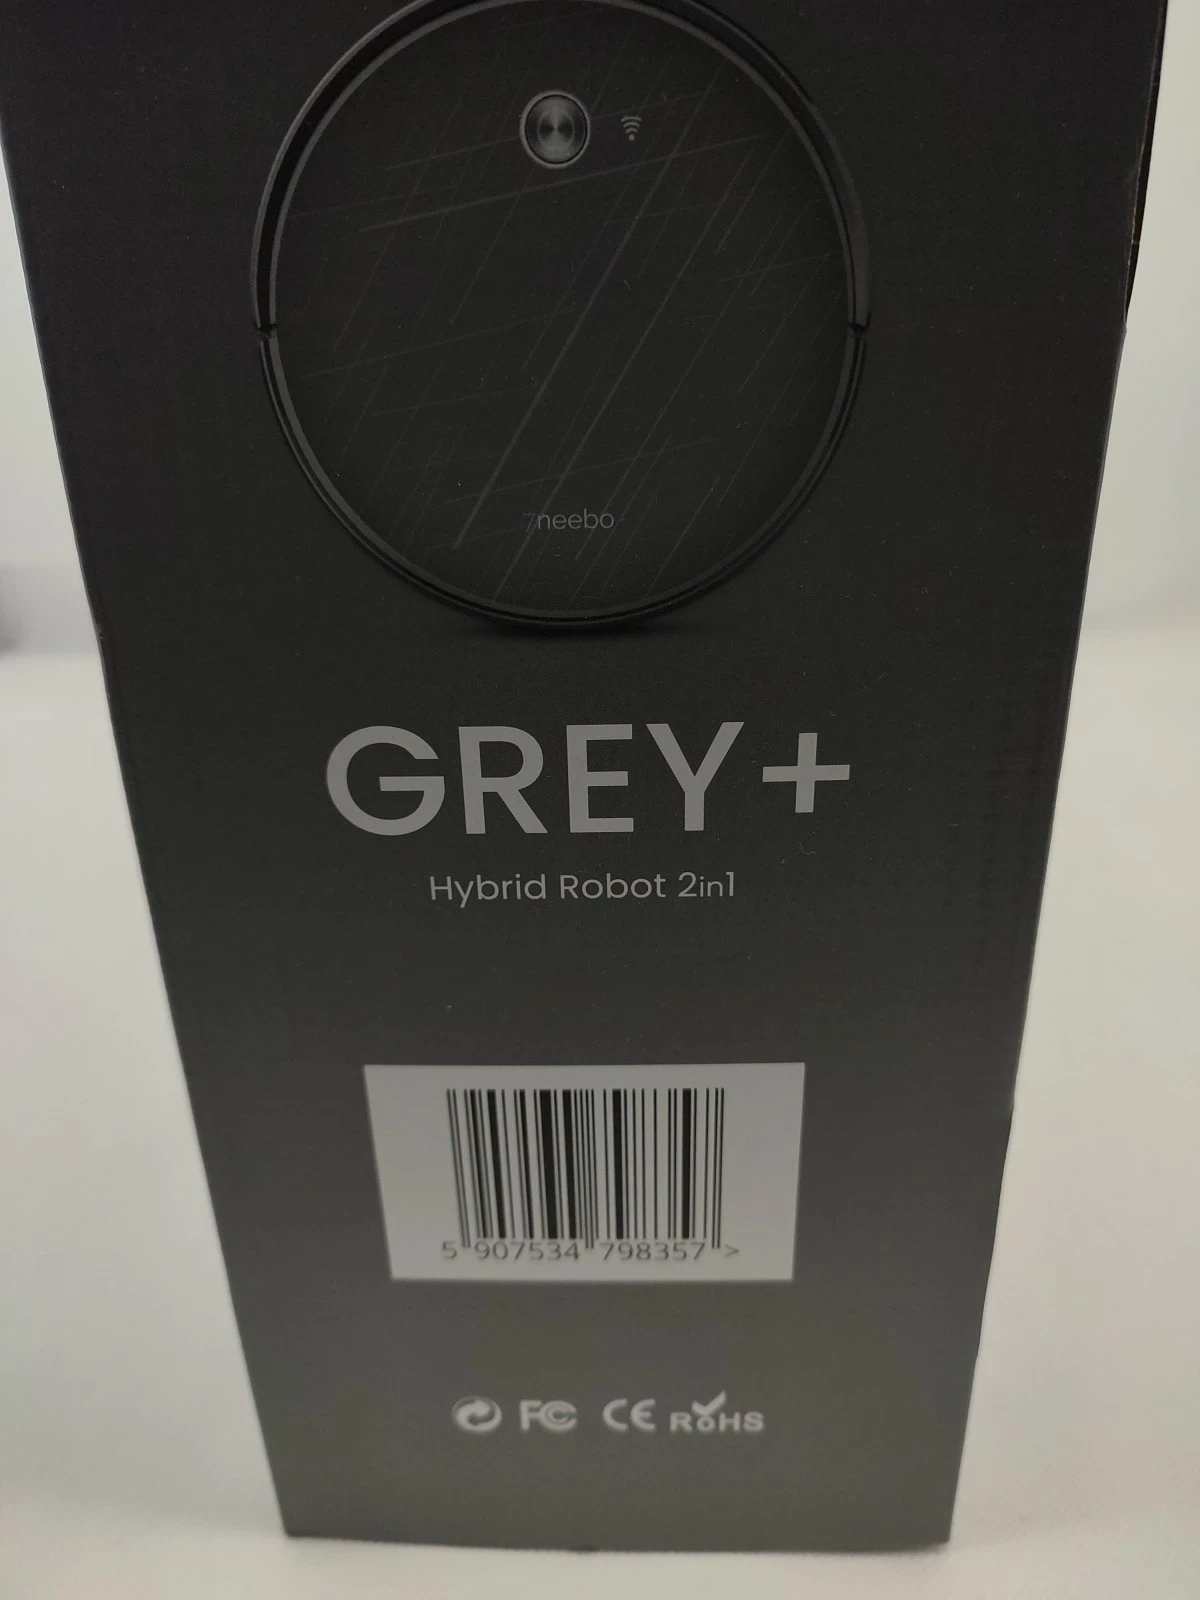 7neebo
GREY+
Hybrid Robot 2in1
5 907534 798357 >
FC CE RoHS